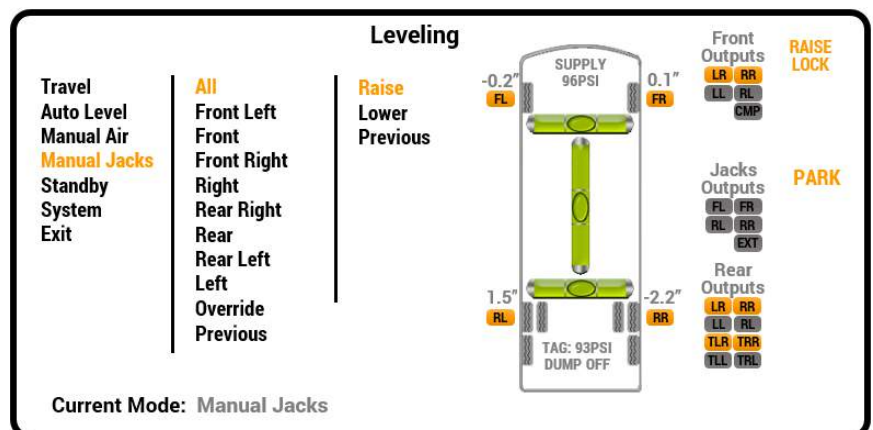 Leveling
Travel
Auto Level
Manual Air
Manual Jacks
Standby
System
Exit
All
Front Left
Front
Front Right
Right
Rear Right
Rear
Rear Left
Left
Override
Previous
Raise
Lower
Previous
SUPPLY
96PSI
-0.2”
FL
0.1”
FR
1.5”
RL
-2.2”
RR
TAG: 93PSI
DUMP OFF
Front
Outputs
LR RR
LL RL
CMP
RAISE
LOCK
Jacks
Outputs
FL FR
RL RR
EXT
PARK
Rear
Outputs
LR RR
LL RL
TLR TRR
TLL TRL
Current Mode: Manual Jacks